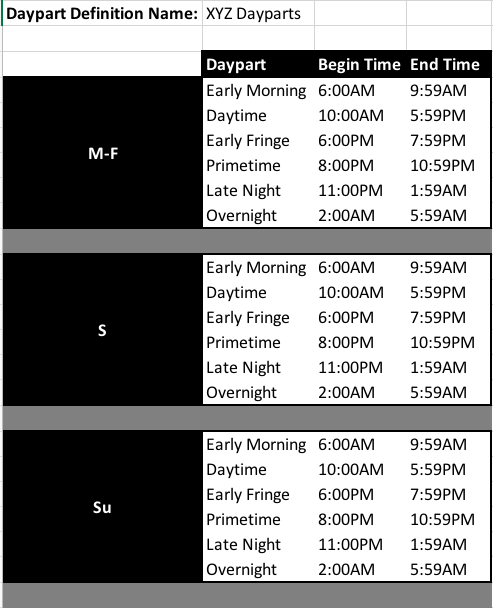 Daypart Definition Name: XYZ Dayparts
Daypart Begin Time End Time
M-F
Early Morning 6:00AM 9:59AM
Daytime 10:00AM 5:59PM
Early Fringe 6:00PM 7:59PM
Primetime 8:00PM 10:59PM
Late Night 11:00PM 1:59AM
Overnight 2:00AM 5:59AM
S
Early Morning 6:00AM 9:59AM
Daytime 10:00AM 5:59PM
Early Fringe 6:00PM 7:59PM
Primetime 8:00PM 10:59PM
Late Night 11:00PM 1:59AM
Overnight 2:00AM 5:59AM
Su
Early Morning 6:00AM 9:59AM
Daytime 10:00AM 5:59PM
Early Fringe 6:00PM 7:59PM
Primetime 8:00PM 10:59PM
Late Night 11:00PM 1:59AM
Overnight 2:00AM 5:59AM